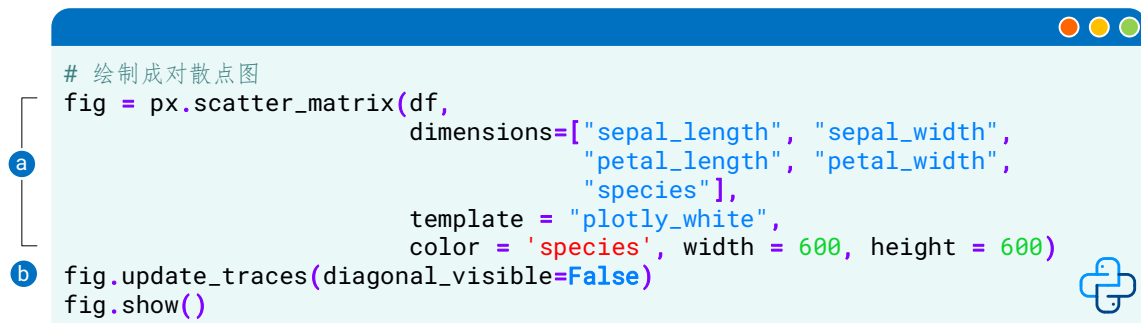 # 绘制成对散点图
fig = px.scatter_matrix(df,
                        dimensions=["sepal_length", "sepal_width",
                                    "petal_length", "petal_width",
                                    "species"],
                        template = "plotly_white",
                        color = 'species', width = 600, height = 600)
a
b
fig.update_traces(diagonal_visible=False)
fig.show()